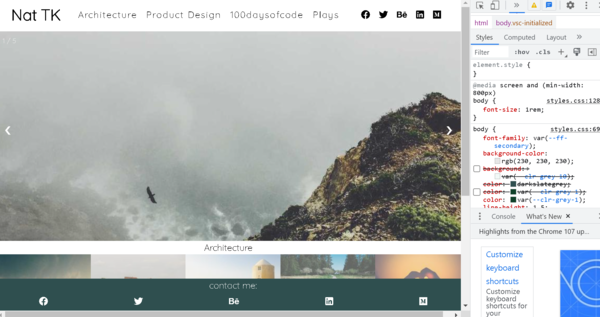 Nat TK Architecture Product Design 100daysofcode Plays
1 / 5
❮ ❯
Architecture
contact me:
html body.vsc-initialized
Styles Computed Layout
Filter :hov .cls
element.style {
}
@media screen and (min-width:
800px)
body { styles.css:128
font-size: 1rem;
}
body { styles.css:69
font-family: var(--ff-
secondary);
background-color:
rgb(230, 230, 230);
background:
var(--clr-grey-10);
color: darkslategrey;
color: var(--clr-grey-1);
color: var(--clr-grey-1);
line-height: 1.5;
Console What's New ×
Highlights from the Chrome 107 up...
Customize
keyboard
shortcuts
Customize
keyboard
shortcuts for
your